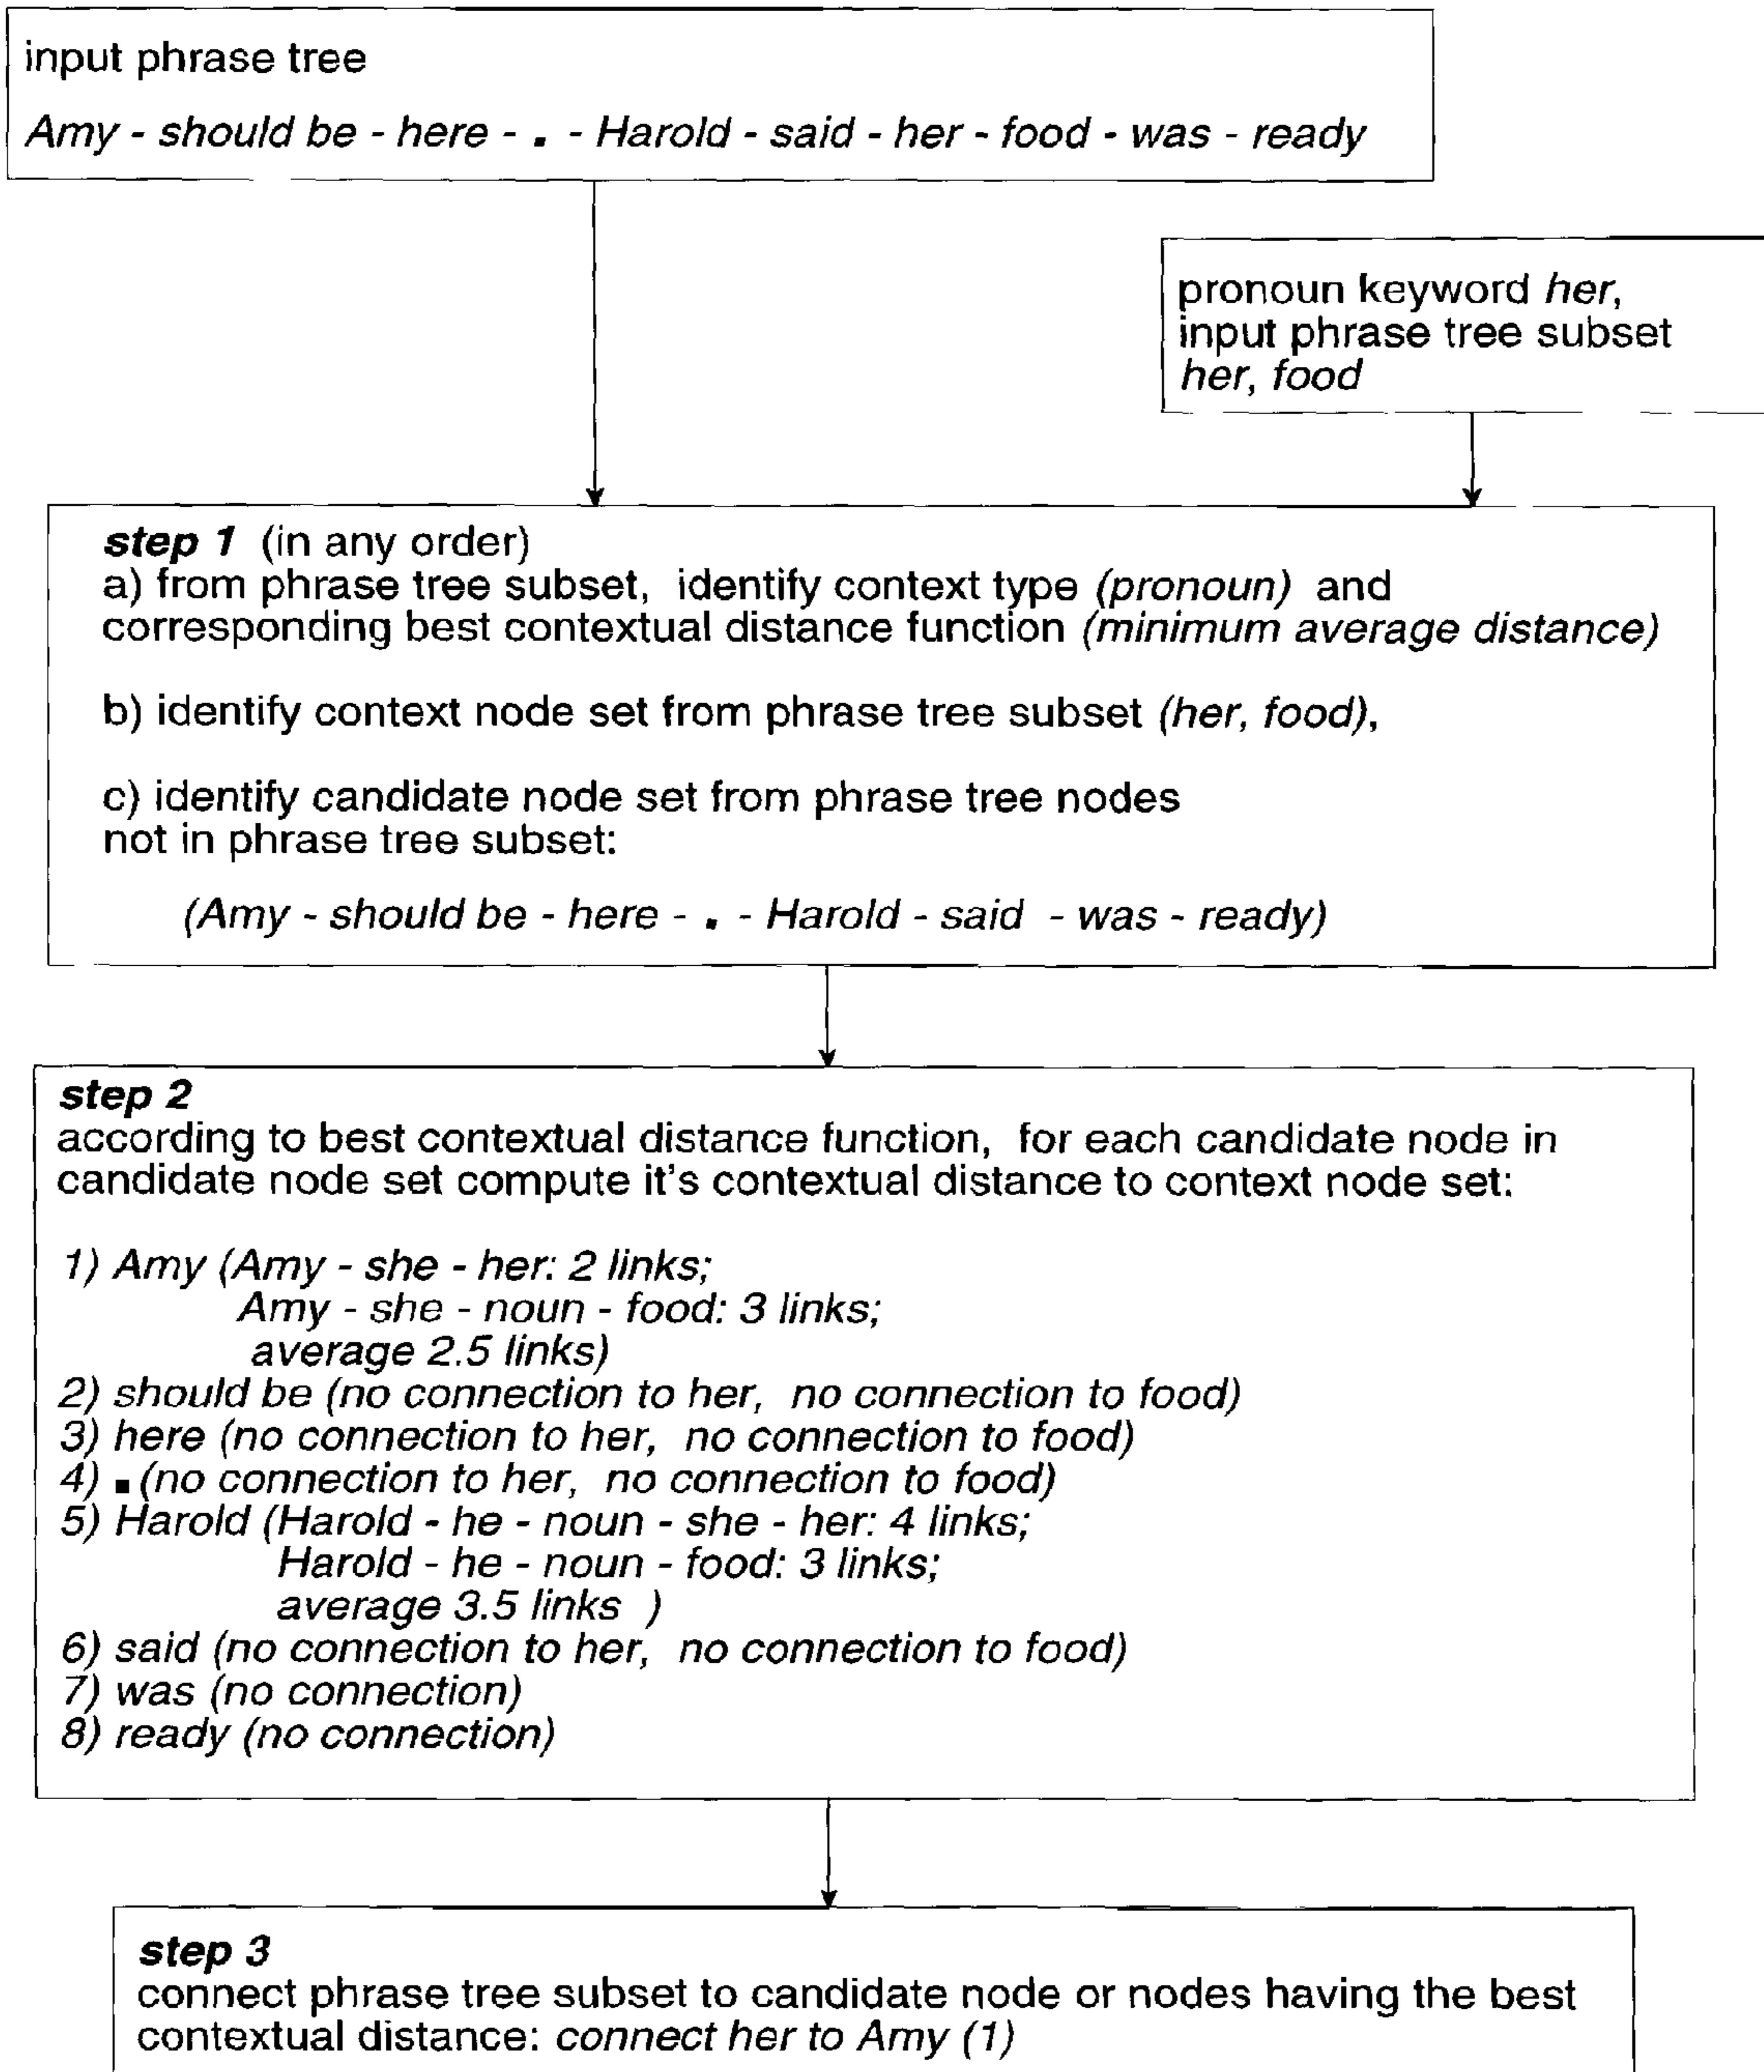 input phrase tree
Amy - should be - here - . - Harold - said - her - food - was - ready
pronoun keyword her,
input phrase tree subset
her, food
step 1 (in any order)
a) from phrase tree subset, identify context type (pronoun) and
corresponding best contextual distance function (minimum average distance)
b) identify context node set from phrase tree subset (her, food),
c) identify candidate node set from phrase tree nodes
not in phrase tree subset:
(Amy - should be - here - . - Harold - said - was - ready)
step 2
according to best contextual distance function, for each candidate node in
candidate node set compute it's contextual distance to context node set:
1) Amy (Amy - she - her: 2 links;
Amy - she - noun - food: 3 links;
average 2.5 links)
2) should be (no connection to her, no connection to food)
3) here (no connection to her, no connection to food)
4) . (no connection to her, no connection to food)
5) Harold (Harold - he - noun - she - her: 4 links;
Harold - he - noun - food: 3 links;
average 3.5 links )
6) said (no connection to her, no connection to food)
7) was (no connection)
8) ready (no connection)
step 3
connect phrase tree subset to candidate node or nodes having the best
contextual distance: connect her to Amy (1)